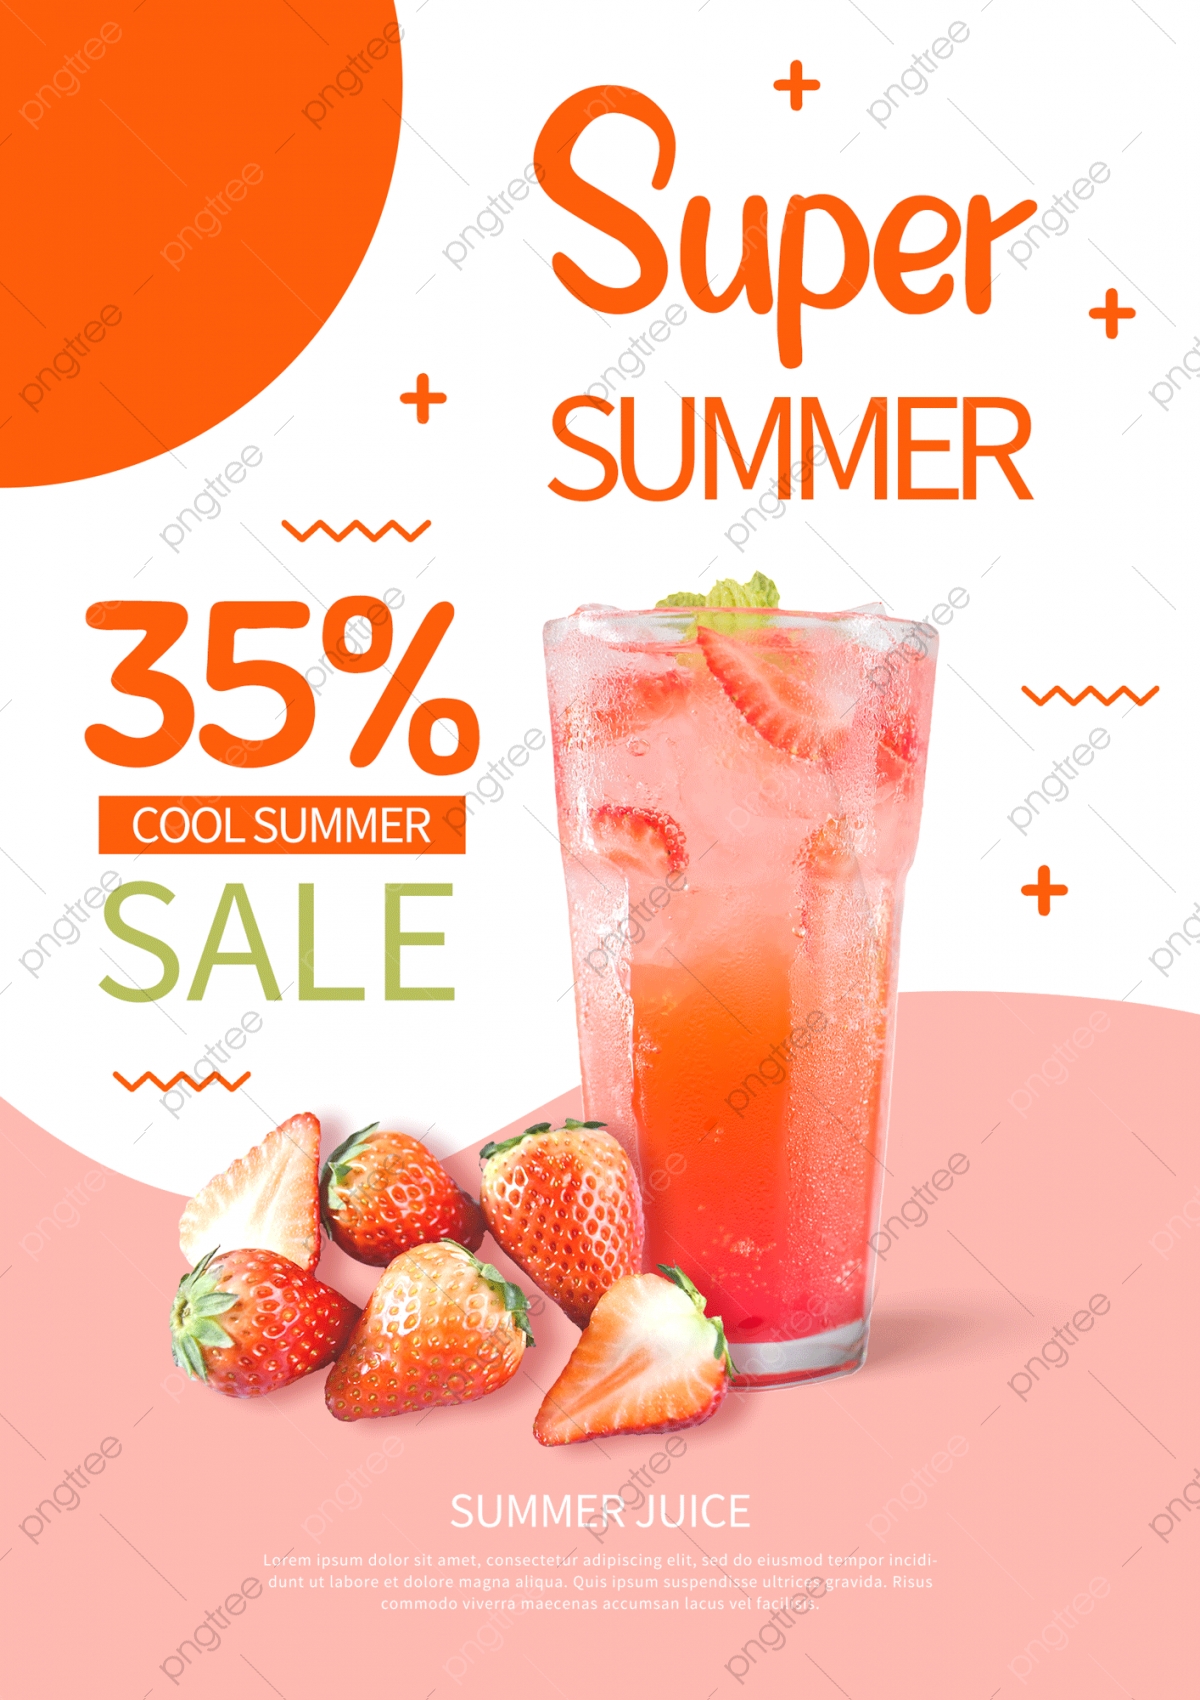 Super
SUMMER
35%
COOL SUMMER
SALE
SUMMER JUICE
Lorem ipsum dolor sit amet, consectetur adipiscing elit, sed do eiusmod tempor incidi-
dunt ut labore et dolore magna aliqua. Quis ipsum suspendisse ultrices gravida. Risus
commodo viverra maecenas accumsan lacus vel facilisis.
pngtree